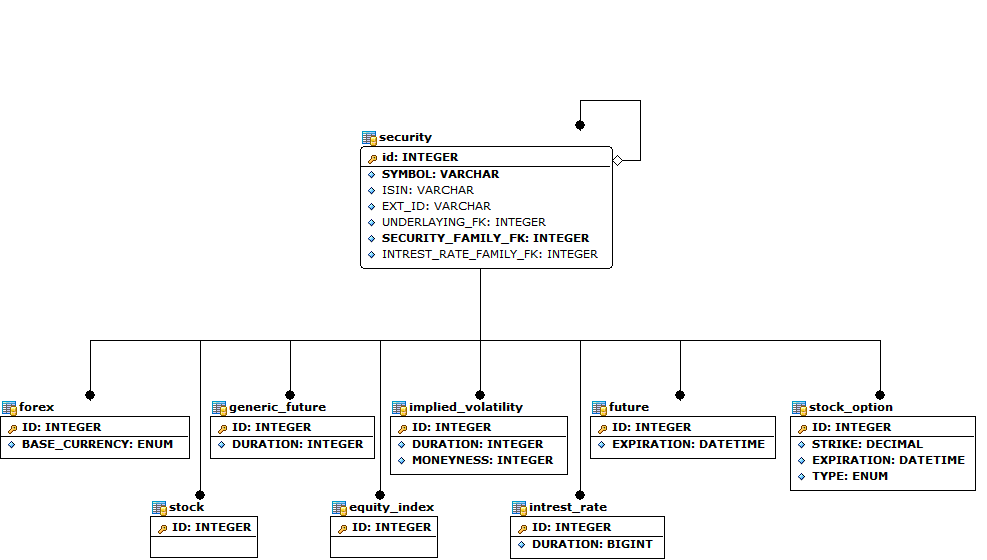 security
id: INTEGER
SYMBOL: VARCHAR
ISIN: VARCHAR
EXT_ID: VARCHAR
UNDERLAYING_FK: INTEGER
SECURITY_FAMILY_FK: INTEGER
INTREST_RATE_FAMILY_FK: INTEGER
forex
ID: INTEGER
BASE_CURRENCY: ENUM
generic_future
ID: INTEGER
DURATION: INTEGER
implied_volatility
ID: INTEGER
DURATION: INTEGER
MONEYNESS: INTEGER
future
ID: INTEGER
EXPIRATION: DATETIME
stock_option
ID: INTEGER
STRIKE: DECIMAL
EXPIRATION: DATETIME
TYPE: ENUM
stock
ID: INTEGER
equity_index
ID: INTEGER
intrest_rate
ID: INTEGER
DURATION: BIGINT